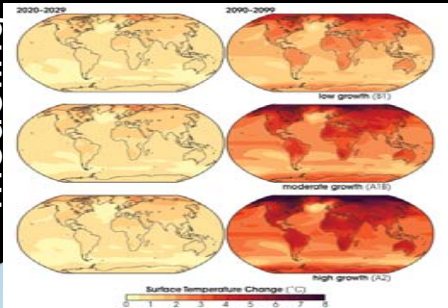 2020-2029 2090-2099
low growth (B1)
moderate growth (A1B)
high growth (A2)
Surface Temperature Change (°C)
0 1 2 3 4 5 6 7 8